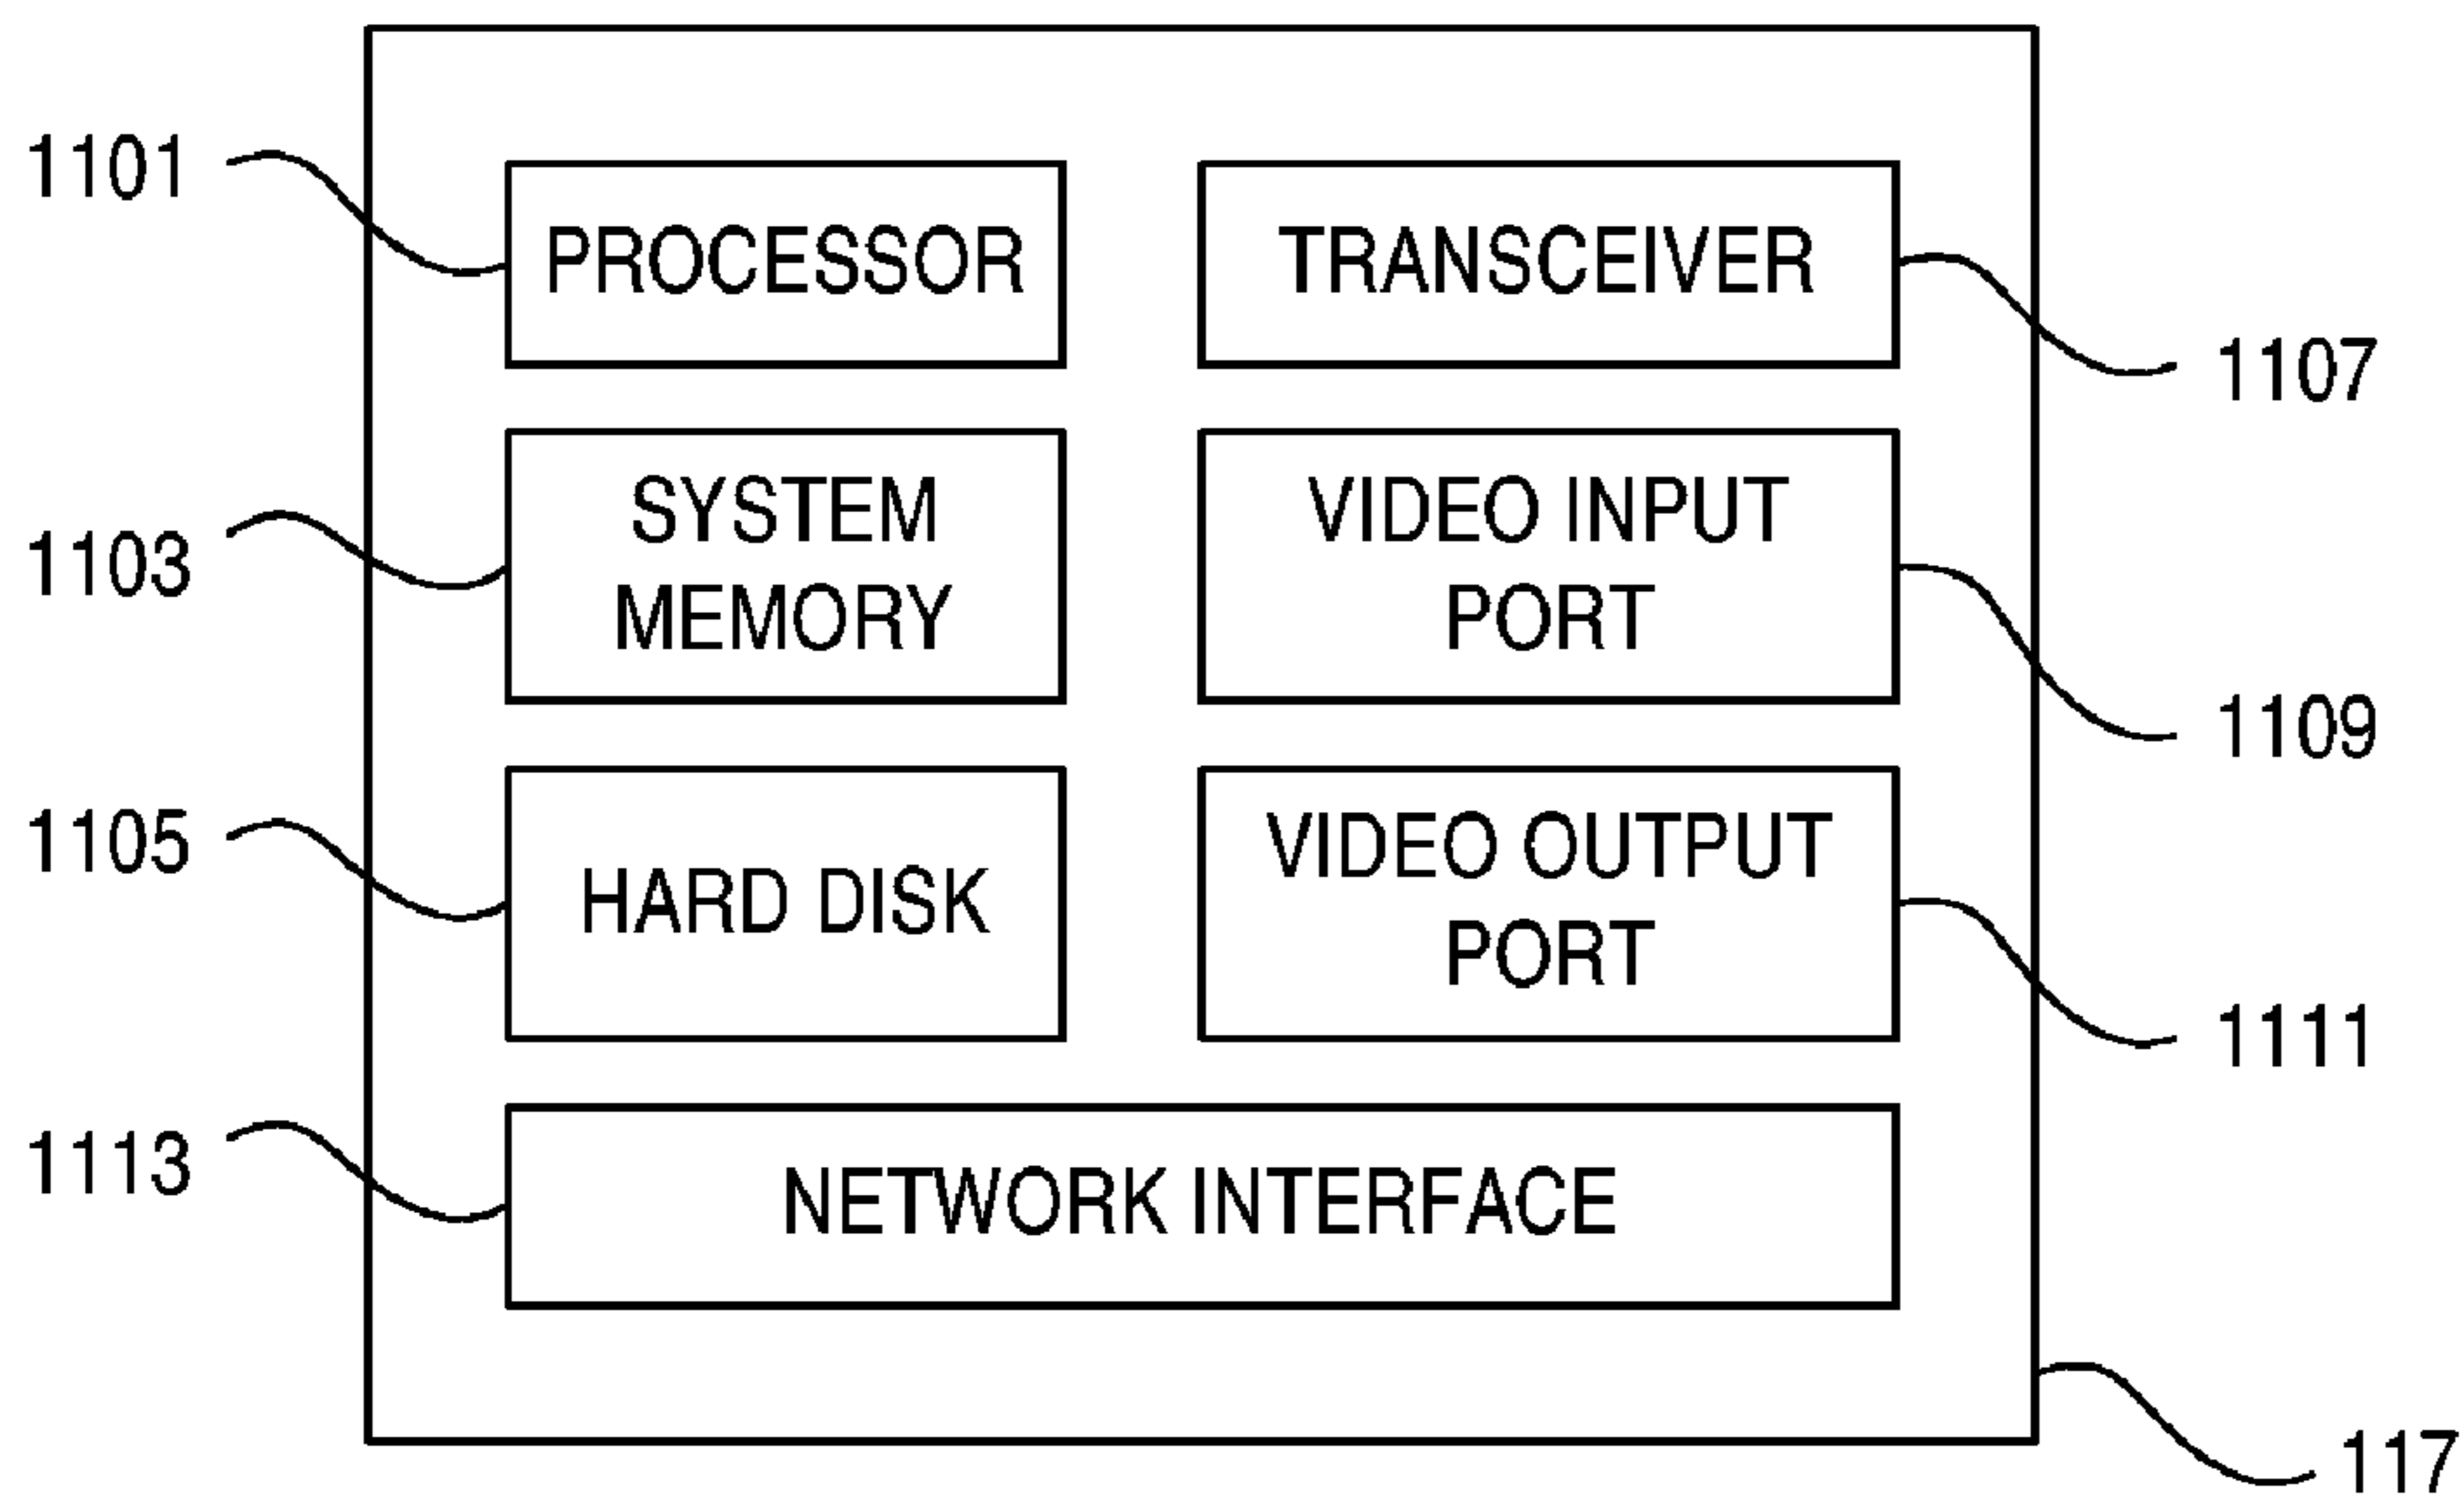 1101
PROCESSOR
TRANSCEIVER
1107
1103
SYSTEM
MEMORY
VIDEO INPUT
PORT
1109
1105
HARD DISK
VIDEO OUTPUT
PORT
1111
1113
NETWORK INTERFACE
117